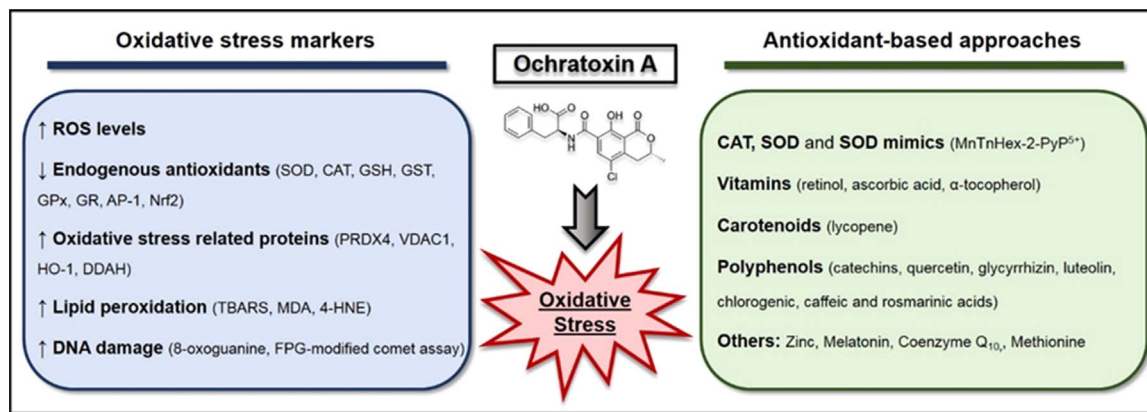 Oxidative stress markers
↑ ROS levels
↓ Endogenous antioxidants (SOD, CAT, GSH, GST,
GPx, GR, AP-1, Nrf2)
↑ Oxidative stress related proteins (PRDX4, VDAC1,
HO-1, DDAH)
↑ Lipid peroxidation (TBARS, MDA, 4-HNE)
↑ DNA damage (8-oxoguanine, FPG-modified comet assay)
Ochratoxin A
HO
O
O
OH
O
NH
O
Cl
Oxidative
Stress
Antioxidant-based approaches
CAT, SOD and SOD mimics (MnTnHex-2-PyP⁵⁺)
Vitamins (retinol, ascorbic acid, α-tocopherol)
Carotenoids (lycopene)
Polyphenols (catechins, quercetin, glycyrrhizin, luteolin,
chlorogenic, caffeic and rosmarinic acids)
Others: Zinc, Melatonin, Coenzyme Q₁₀,, Methionine